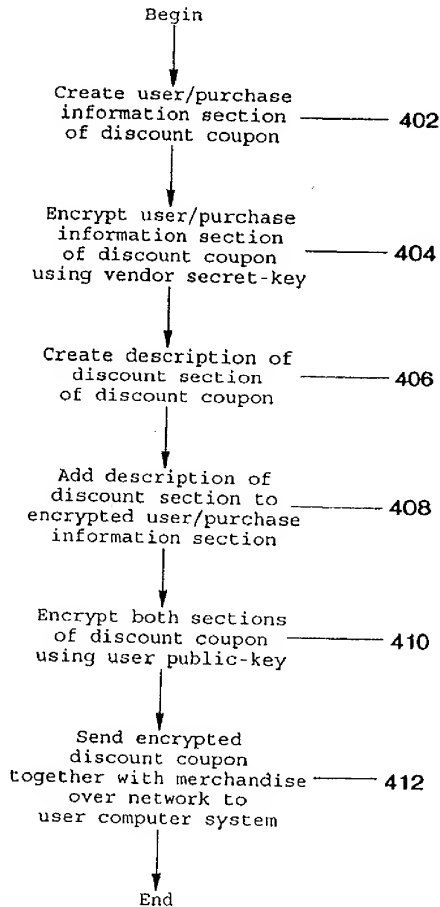 Begin
Create user/purchase
information section
of discount coupon
402
Encrypt user/purchase
information section
of discount coupon
using vendor secret-key
404
Create description of
discount section
of discount coupon
406
Add description of
discount section to
encrypted user/purchase
information section
408
Encrypt both sections
of discount coupon
using user public-key
410
Send encrypted
discount coupon
together with merchandise
over network to
user computer system
412
End